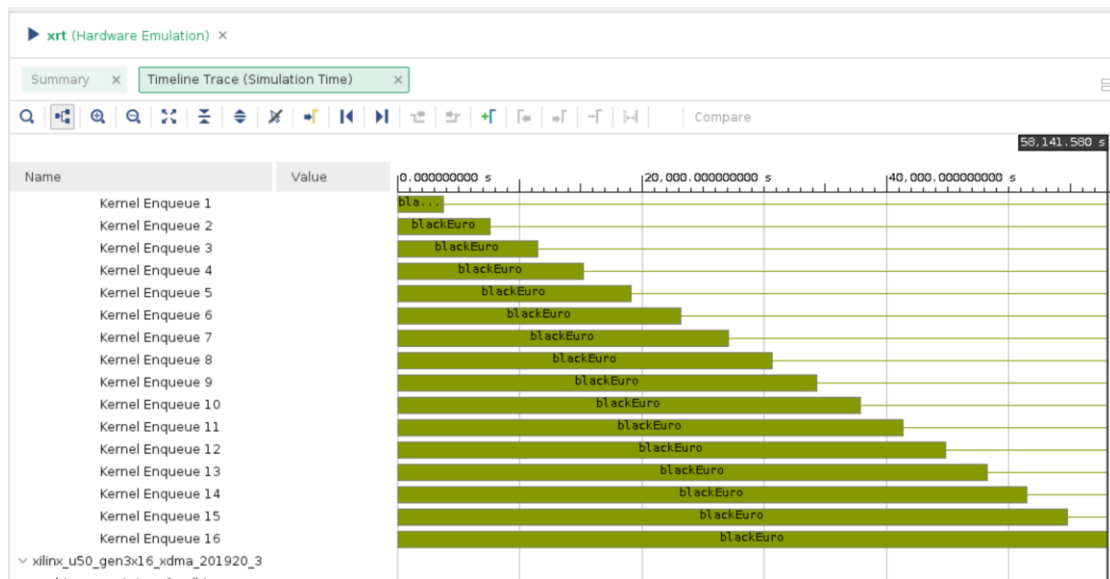 xrt (Hardware Emulation)
Summary
Timeline Trace (Simulation Time)
Compare
58,141.580 s
Name Value 0.000000000 s 20,000.000000000 s 40,000.000000000 s
Kernel Enqueue 1 bla...
Kernel Enqueue 2 blackEuro
Kernel Enqueue 3 blackEuro
Kernel Enqueue 4 blackEuro
Kernel Enqueue 5 blackEuro
Kernel Enqueue 6 blackEuro
Kernel Enqueue 7 blackEuro
Kernel Enqueue 8 blackEuro
Kernel Enqueue 9 blackEuro
Kernel Enqueue 10 blackEuro
Kernel Enqueue 11 blackEuro
Kernel Enqueue 12 blackEuro
Kernel Enqueue 13 blackEuro
Kernel Enqueue 14 blackEuro
Kernel Enqueue 15 blackEuro
Kernel Enqueue 16 blackEuro
xilinx_u50_gen3x16_xdma_201920_3